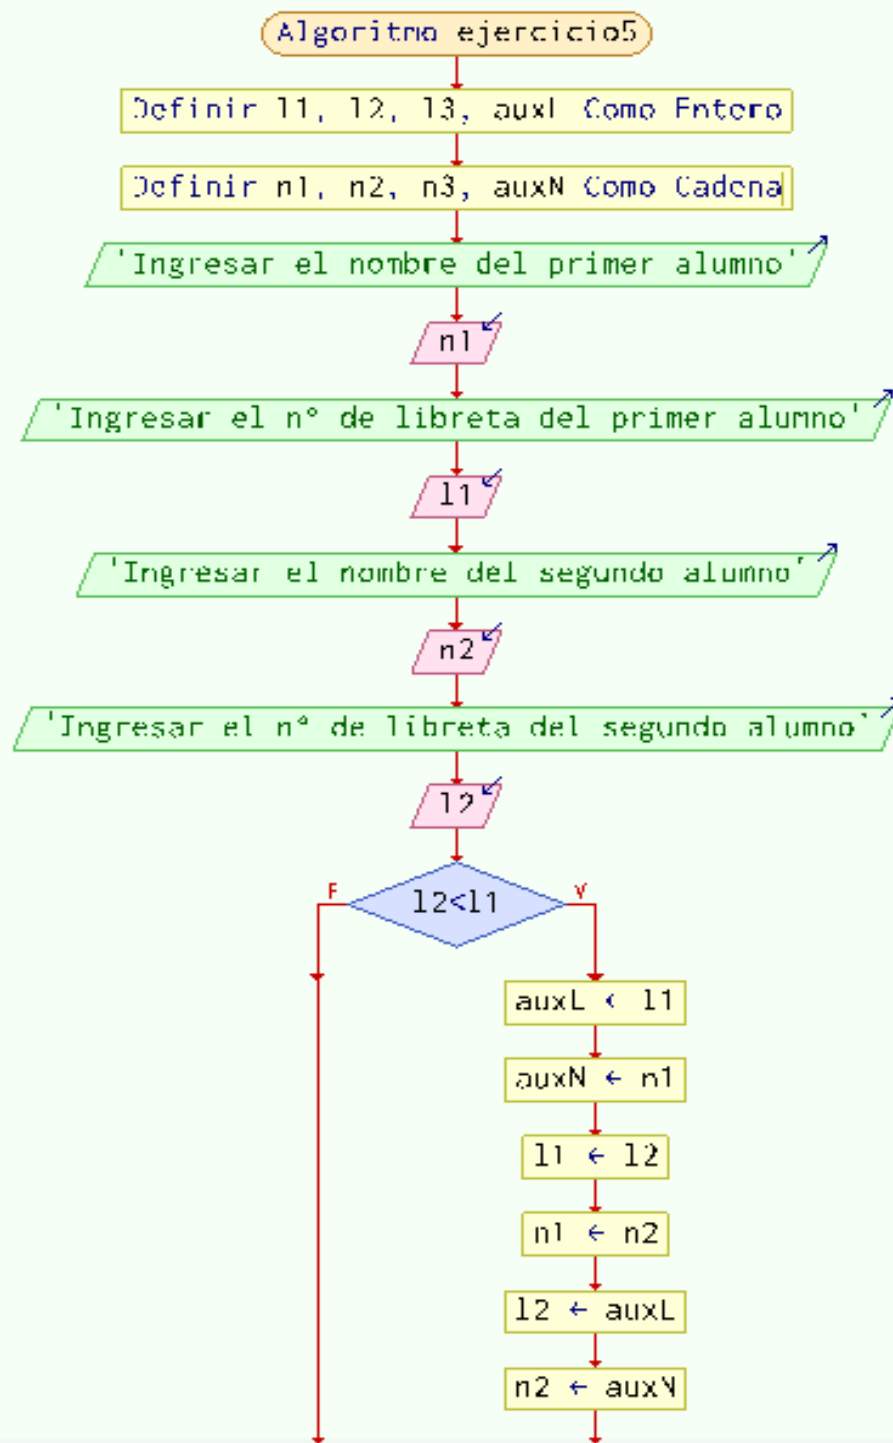 Algoritmo ejercicio5
Definir l1, l2, l3, auxL Como Entero
Definir n1, n2, n3, auxN Como Cadena
'Ingresar el nombre del primer alumno'
n1
'Ingresar el n° de libreta del primer alumno'
l1
'Ingresar el nombre del segundo alumno'
n2
'Ingresar el n° de libreta del segundo alumno'
l2
F
l2<l1
V
auxL ← l1
auxN ← n1
l1 ← l2
n1 ← n2
l2 ← auxL
n2 ← auxN